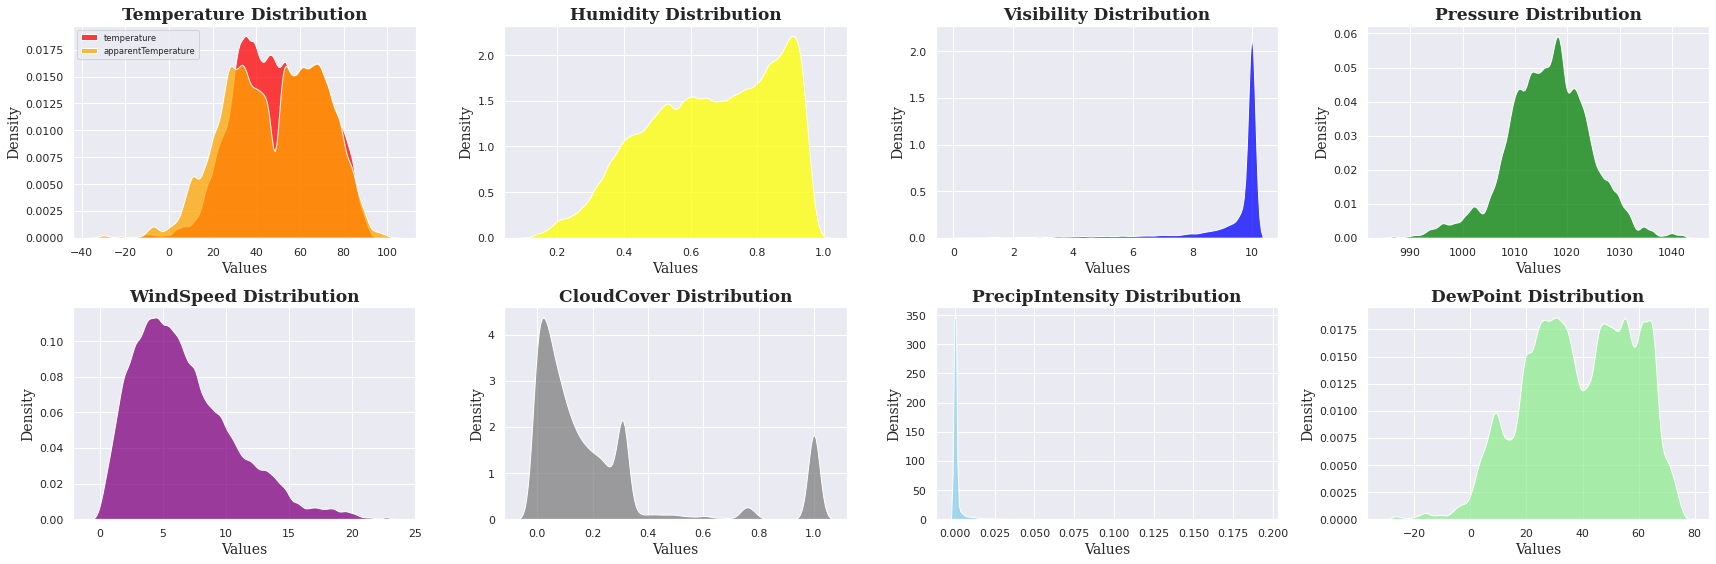 Temperature Distribution
temperature
apparentTemperature
0.0175
0.0150
0.0125
0.0100
0.0075
0.0050
0.0025
0.0000
Density
−40 −20 0 20 40 60 80 100
Values
Humidity Distribution
2.0
1.5
1.0
0.5
0.0
Density
0.2 0.4 0.6 0.8 1.0
Values
Visibility Distribution
2.0
1.5
1.0
0.5
0.0
Density
0 2 4 6 8 10
Values
Pressure Distribution
0.06
0.05
0.04
0.03
0.02
0.01
0.00
Density
990 1000 1010 1020 1030 1040
Values
WindSpeed Distribution
0.10
0.08
0.06
0.04
0.02
0.00
Density
0 5 10 15 20 25
Values
CloudCover Distribution
4
3
2
1
0
Density
0.0 0.2 0.4 0.6 0.8 1.0
Values
PrecipIntensity Distribution
350
300
250
200
150
100
50
0
Density
0.000 0.025 0.050 0.075 0.100 0.125 0.150 0.175 0.200
Values
DewPoint Distribution
0.0175
0.0150
0.0125
0.0100
0.0075
0.0050
0.0025
0.0000
Density
−20 0 20 40 60 80
Values